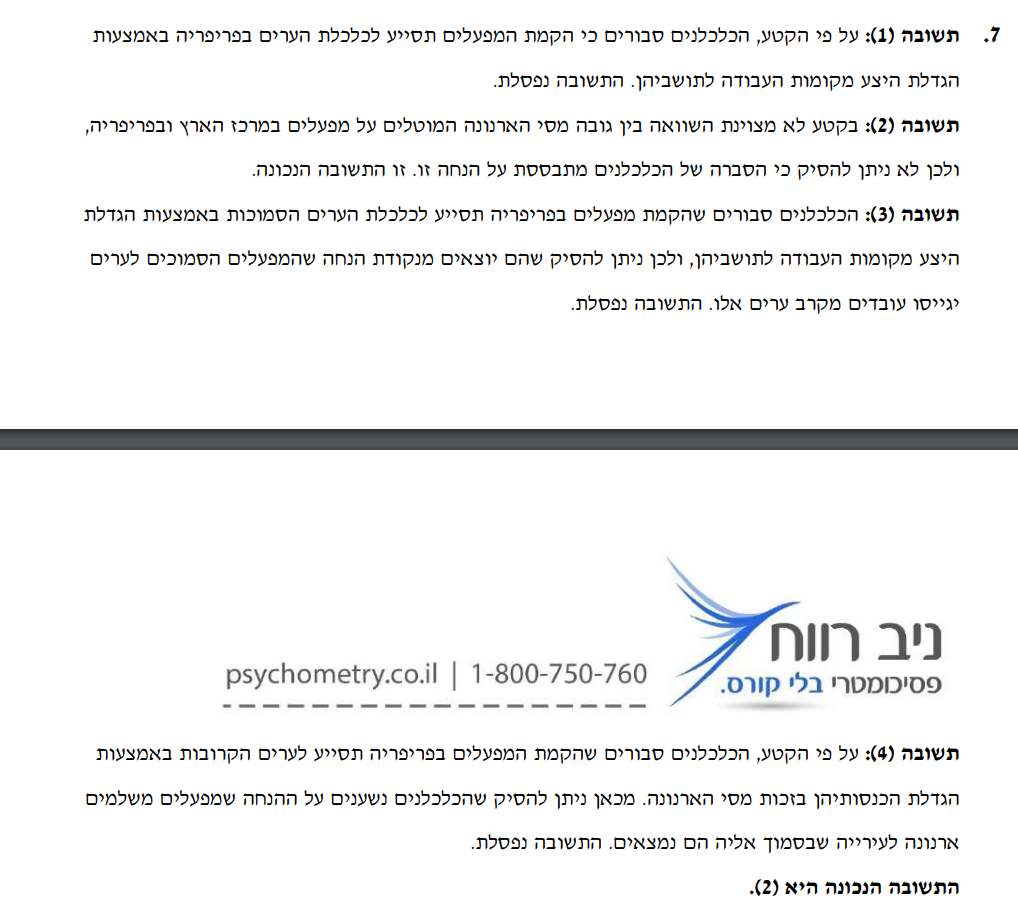 7. תשובה (1): על פי הקטע, הכלכלנים סבורים כי הקמת המפעלים תסייע לכלכלת הערים בפריפריה באמצעות
הגדלת היצע מקומות העבודה לתושביהן. התשובה נפסלת.
תשובה (2): בקטע לא מצוינת השוואה בין גובה מסי הארנונה המוטלים על מפעלים במרכז הארץ ובפריפריה,
ולכן לא ניתן להסיק כי הסברה של הכלכלנים מתבססת על הנחה זו. זו התשובה הנכונה.
תשובה (3): הכלכלנים סבורים שהקמת מפעלים בפריפריה תסייע לכלכלת הערים הסמוכות באמצעות הגדלת
היצע מקומות העבודה לתושביהן, ולכן ניתן להסיק שהם יוצאים מנקודת הנחה שהמפעלים הסמוכים לערים
יגייסו עובדים מקרב ערים אלו. התשובה נפסלת.
ניב רווח
פסיכומטרי בלי קורס.
psychometry.co.il | 1-800-750-760
תשובה (4): על פי הקטע, הכלכלנים סבורים שהקמת המפעלים בפריפריה תסייע לערים הקרובות באמצעות
הגדלת הכנסותיהן בזכות מסי הארנונה. מכאן ניתן להסיק שהכלכלנים נשענים על ההנחה שמפעלים משלמים
ארנונה לעירייה שבסמוך אליה הם נמצאים. התשובה נפסלת.
התשובה הנכונה היא (2).